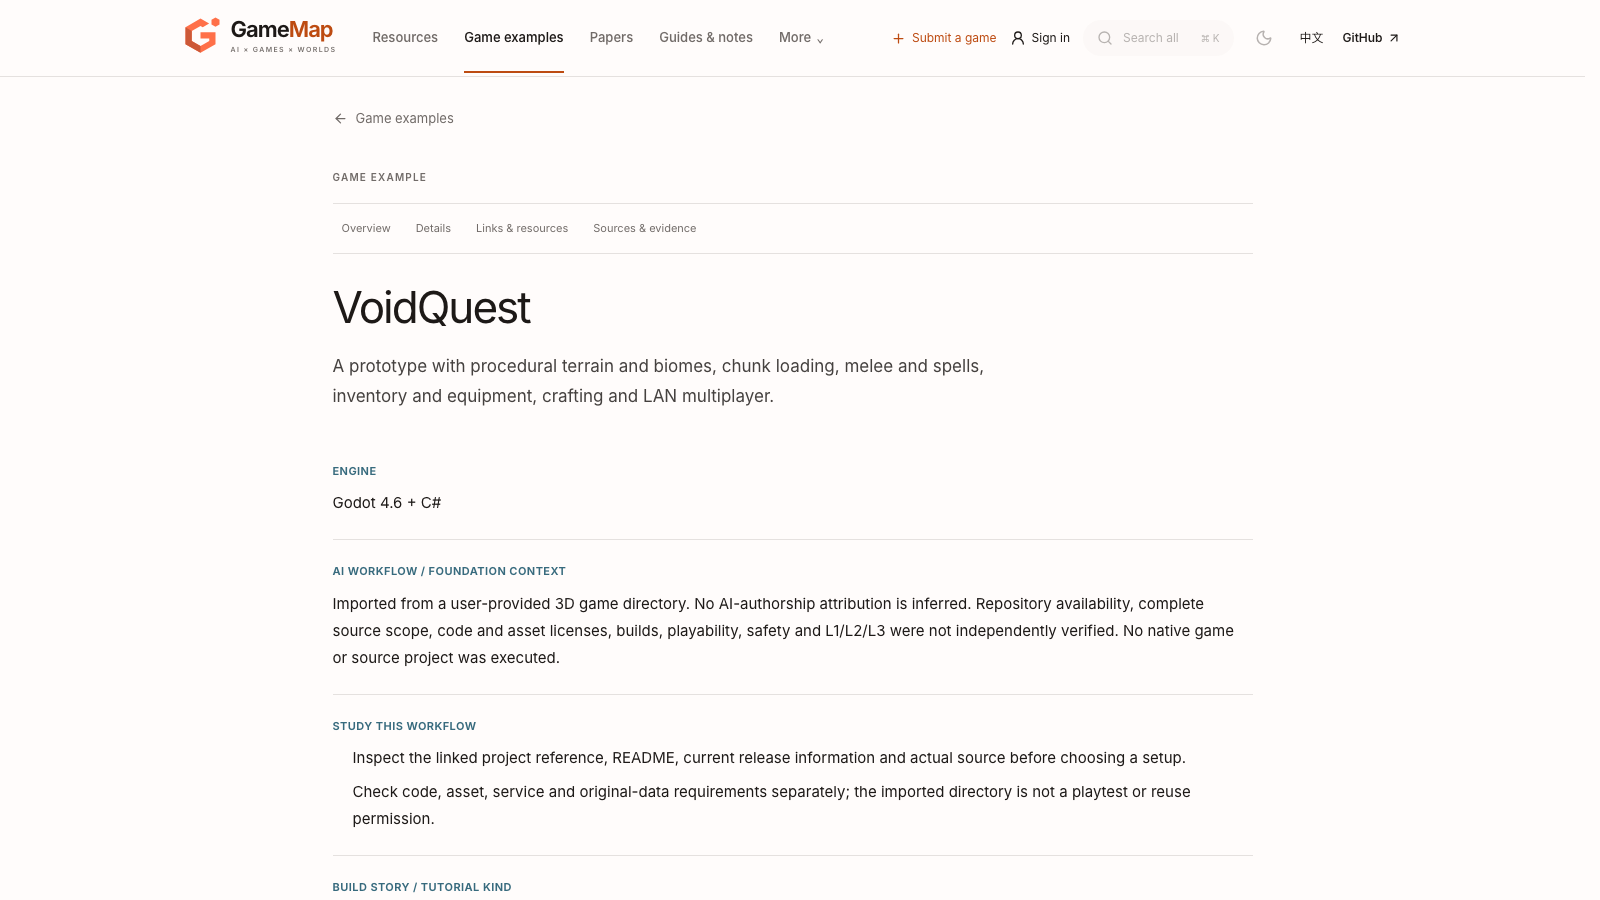 GameMap
AI × GAMES × WORLDS
Resources
Game examples
Papers
Guides & notes
More
Submit a game
Sign in
Search all
⌘ K
中文
GitHub
Game examples
GAME EXAMPLE
Overview
Details
Links & resources
Sources & evidence
VoidQuest
A prototype with procedural terrain and biomes, chunk loading, melee and spells,
inventory and equipment, crafting and LAN multiplayer.
ENGINE
Godot 4.6 + C#
AI WORKFLOW / FOUNDATION CONTEXT
Imported from a user-provided 3D game directory. No AI-authorship attribution is inferred. Repository availability, complete
source scope, code and asset licenses, builds, playability, safety and L1/L2/L3 were not independently verified. No native game
or source project was executed.
STUDY THIS WORKFLOW
Inspect the linked project reference, README, current release information and actual source before choosing a setup.
Check code, asset, service and original-data requirements separately; the imported directory is not a playtest or reuse
permission.
BUILD STORY / TUTORIAL KIND